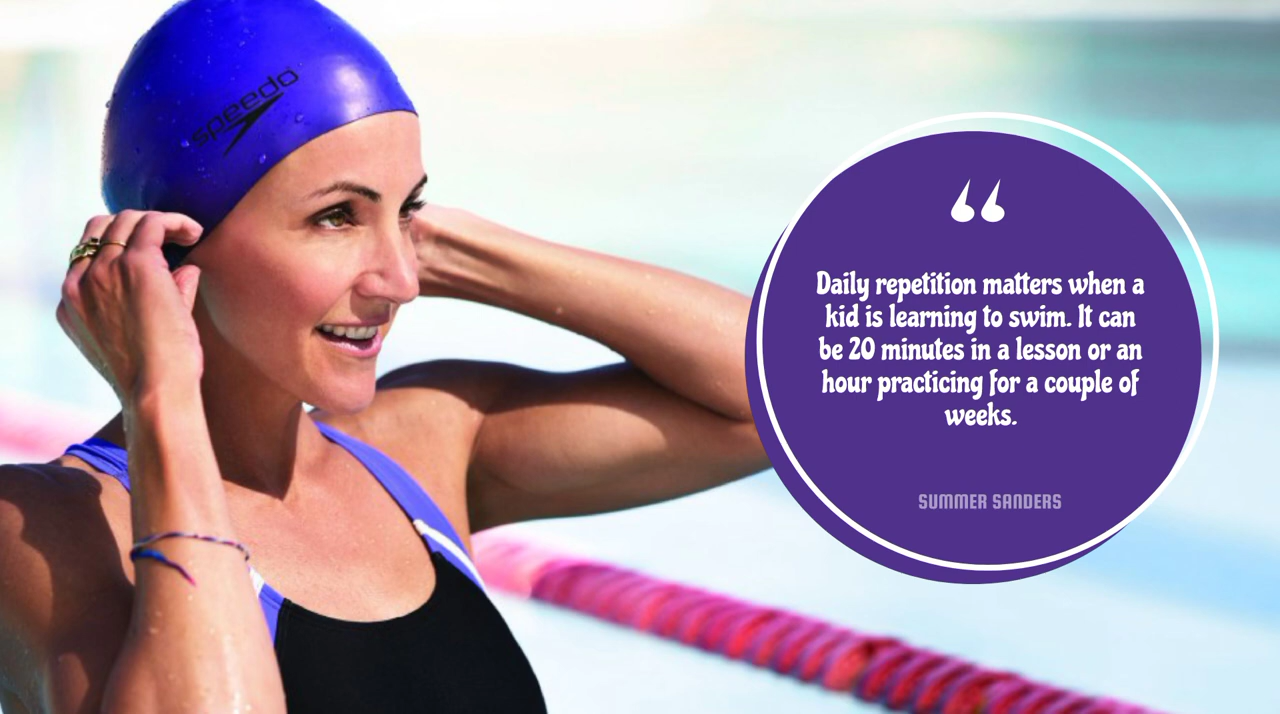 speedo
“
Daily repetition matters when a
kid is learning to swim. It can
be 20 minutes in a lesson or an
hour practicing for a couple of
weeks.
SUMMER SANDERS